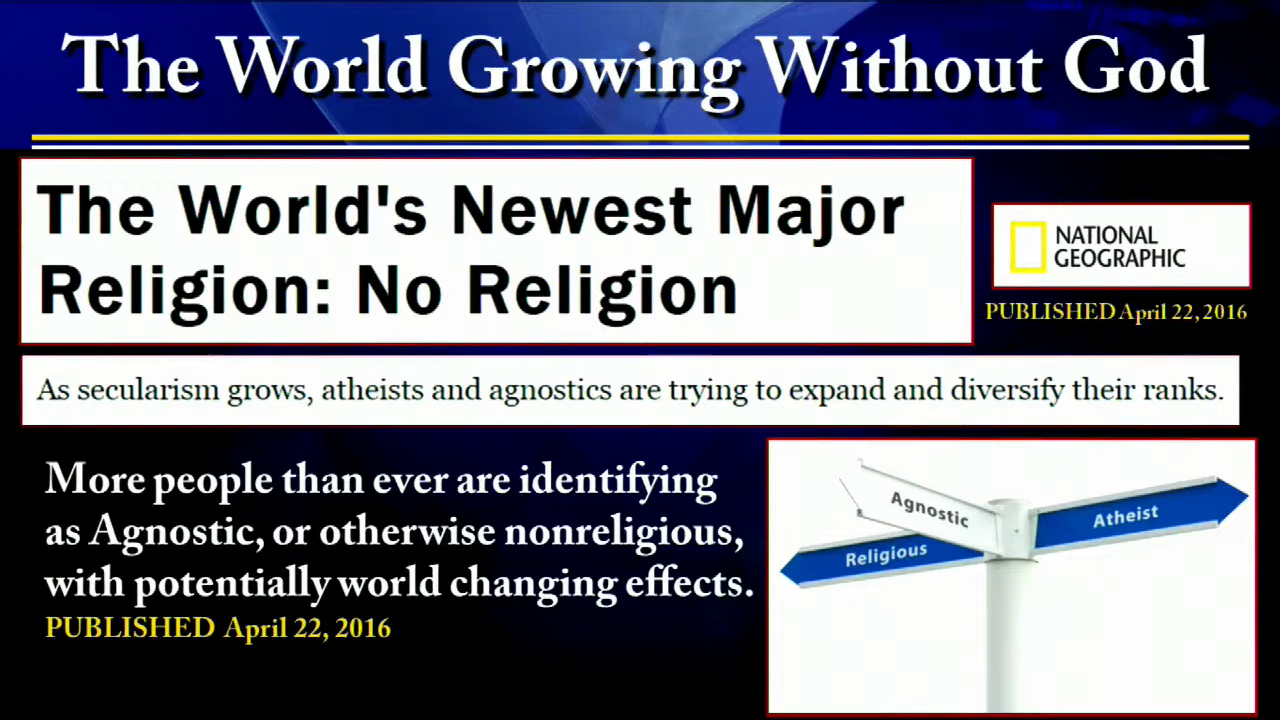 The World Growing Without God
The World's Newest Major
Religion: No Religion
NATIONAL
GEOGRAPHIC
PUBLISHED April 22, 2016
As secularism grows, atheists and agnostics are trying to expand and diversify their ranks.
More people than ever are identifying
as Agnostic, or otherwise nonreligious,
with potentially world changing effects.
PUBLISHED April 22, 2016
Agnostic
Atheist
Religious